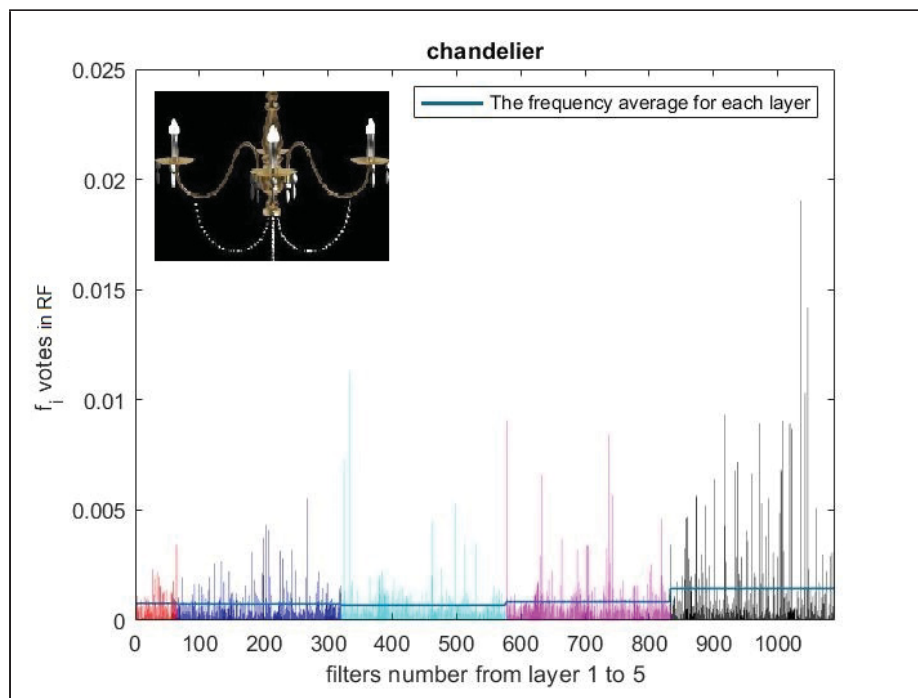 chandelier
The frequency average for each layer
0.025
0.02
0.015
0.01
0.005
0
f_i votes in RF
0 100 200 300 400 500 600 700 800 900 1000
filters number from layer 1 to 5